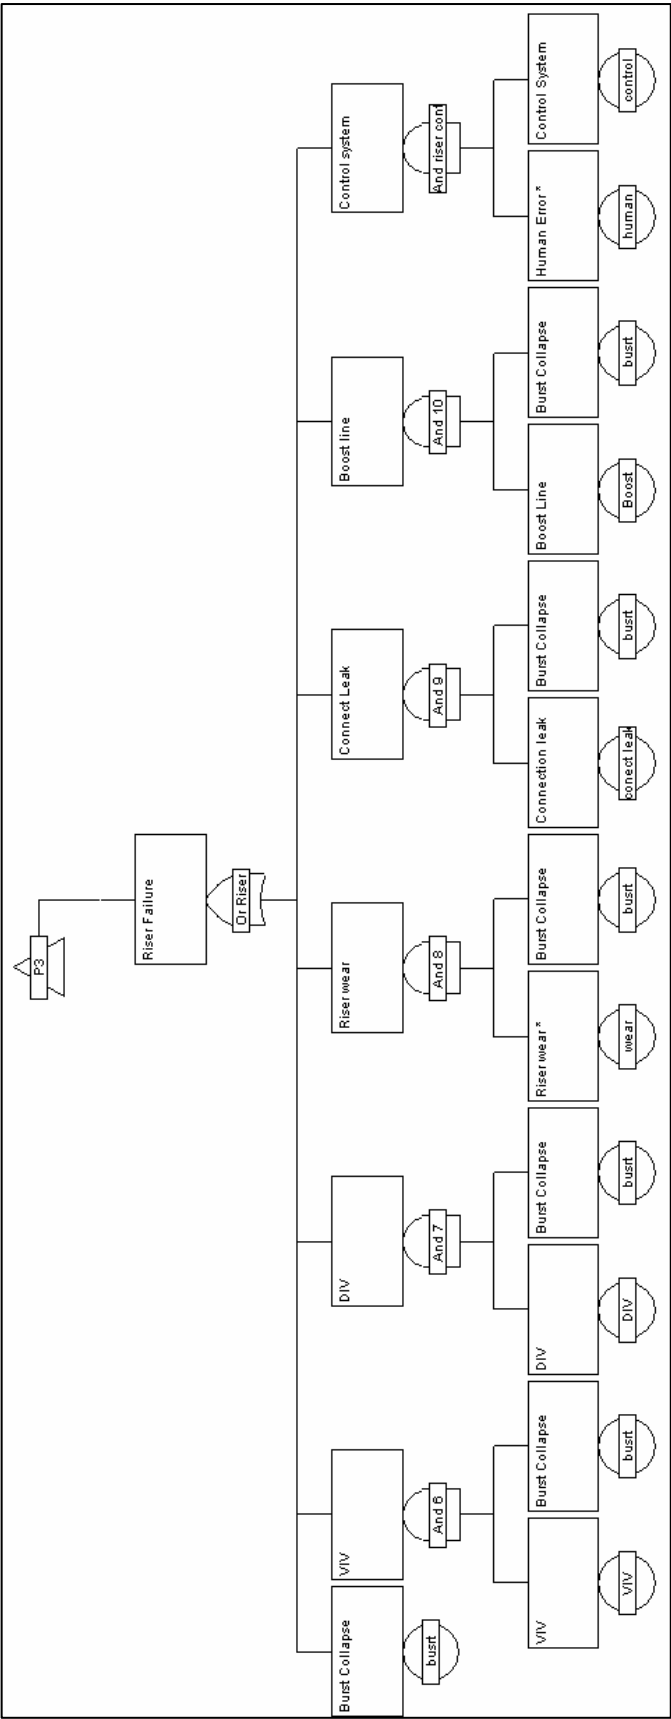 P3
Riser Failure
Or Riser
Burst Collapse
busrt
VIV
And 6
DIV
And 7
Riser wear
And 8
Connect Leak
And 9
Boost line
And 10
Control system
And riser cont
VIV
VIV
Burst Collapse
busrt
DIV
DIV
Burst Collapse
busrt
Riser wear*
wear
Burst Collapse
busrt
Connection leak
conect leak
Burst Collapse
busrt
Boost Line
Boost
Burst Collapse
busrt
Human Error*
human
Control System
control